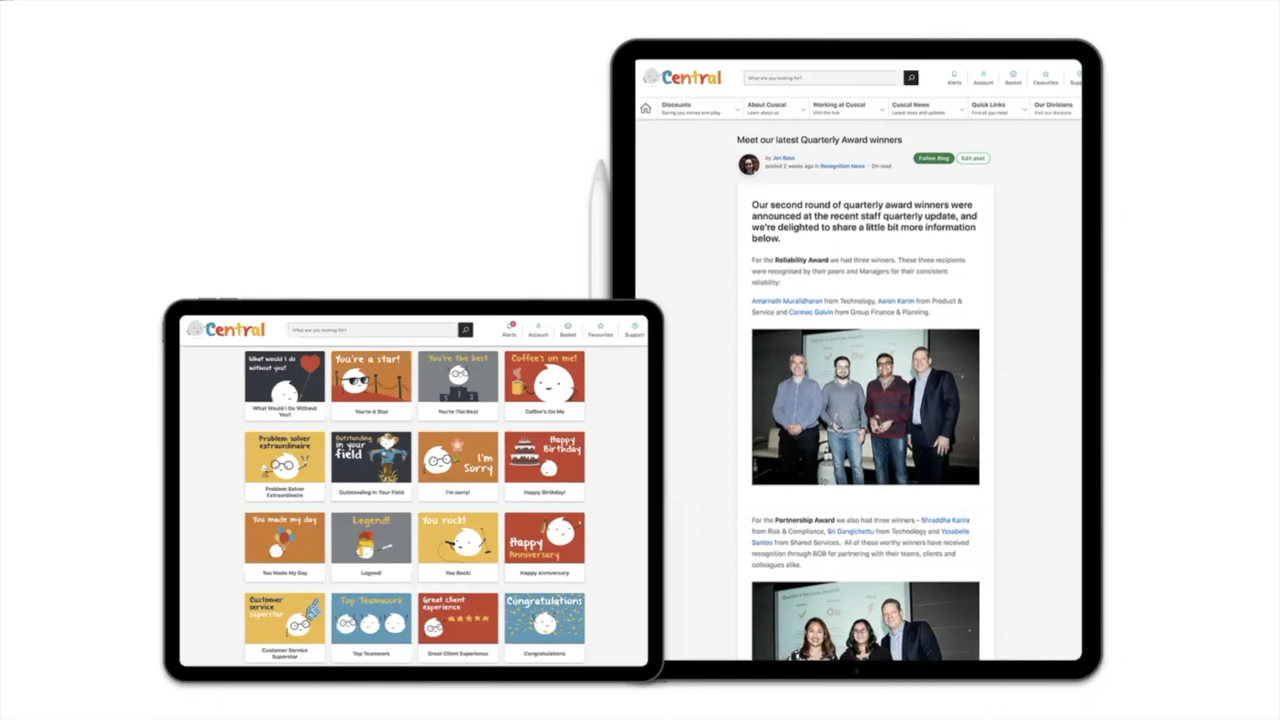 Central
What are you looking for?
Alerts
Account
Basket
Favourites
Support
What would I do
without you?
You're a star!
You're the best
Coffee's on me!
What Would I Do Without
You?
You're A Star
You're The Best
Coffee's On Me
Problem solver
extraordinaire
Outstanding
in your
field
I'm
Sorry
Happy
Birthday
Problem Solver
Extraordinaire
Outstanding In Your Field
I'm sorry!
Happy Birthday!
You made my day
Legend!
You rock!
Happy
Anniversary
You Made My Day
Legend!
You Rock!
Happy Anniversary
Customer
service
superstar
Top Teamwork
Great client
experience
Congratulations
Customer Service
Superstar
Top Teamwork
Great Client Experience
Congratulations
Central
What are you looking for?
Alerts
Account
Basket
Favourites
Supp
Discounts
Saving you money everyday
About Cuscal
Learn about us
Working at Cuscal
Visit the hub
Cuscal News
Latest news and updates
Quick Links
Find all you need
Our Divisions
Visit our divisions
Meet our latest Quarterly Award winners
by Jen Bass
posted 2 weeks ago in Recognition News · 2m read
Follow Blog
Edit post
Our second round of quarterly award winners were
announced at the recent staff quarterly update, and
we're delighted to share a little bit more information
below.
For the Reliability Award we had three winners. These three recipients
were recognised by their peers and Managers for their consistent
reliability:
Amarnath Muralidharan from Technology, Aaron Karim from Product &
Service and Cormac Galvin from Group Finance & Planning.
For the Partnership Award we also had three winners – Shraddha Karira
from Risk & Compliance, Sri Gangichettu from Technology and Yssabelle
Santos from Shared Services. All of these worthy winners have received
recognition through BOB for partnering with their teams, clients and
colleagues alike.